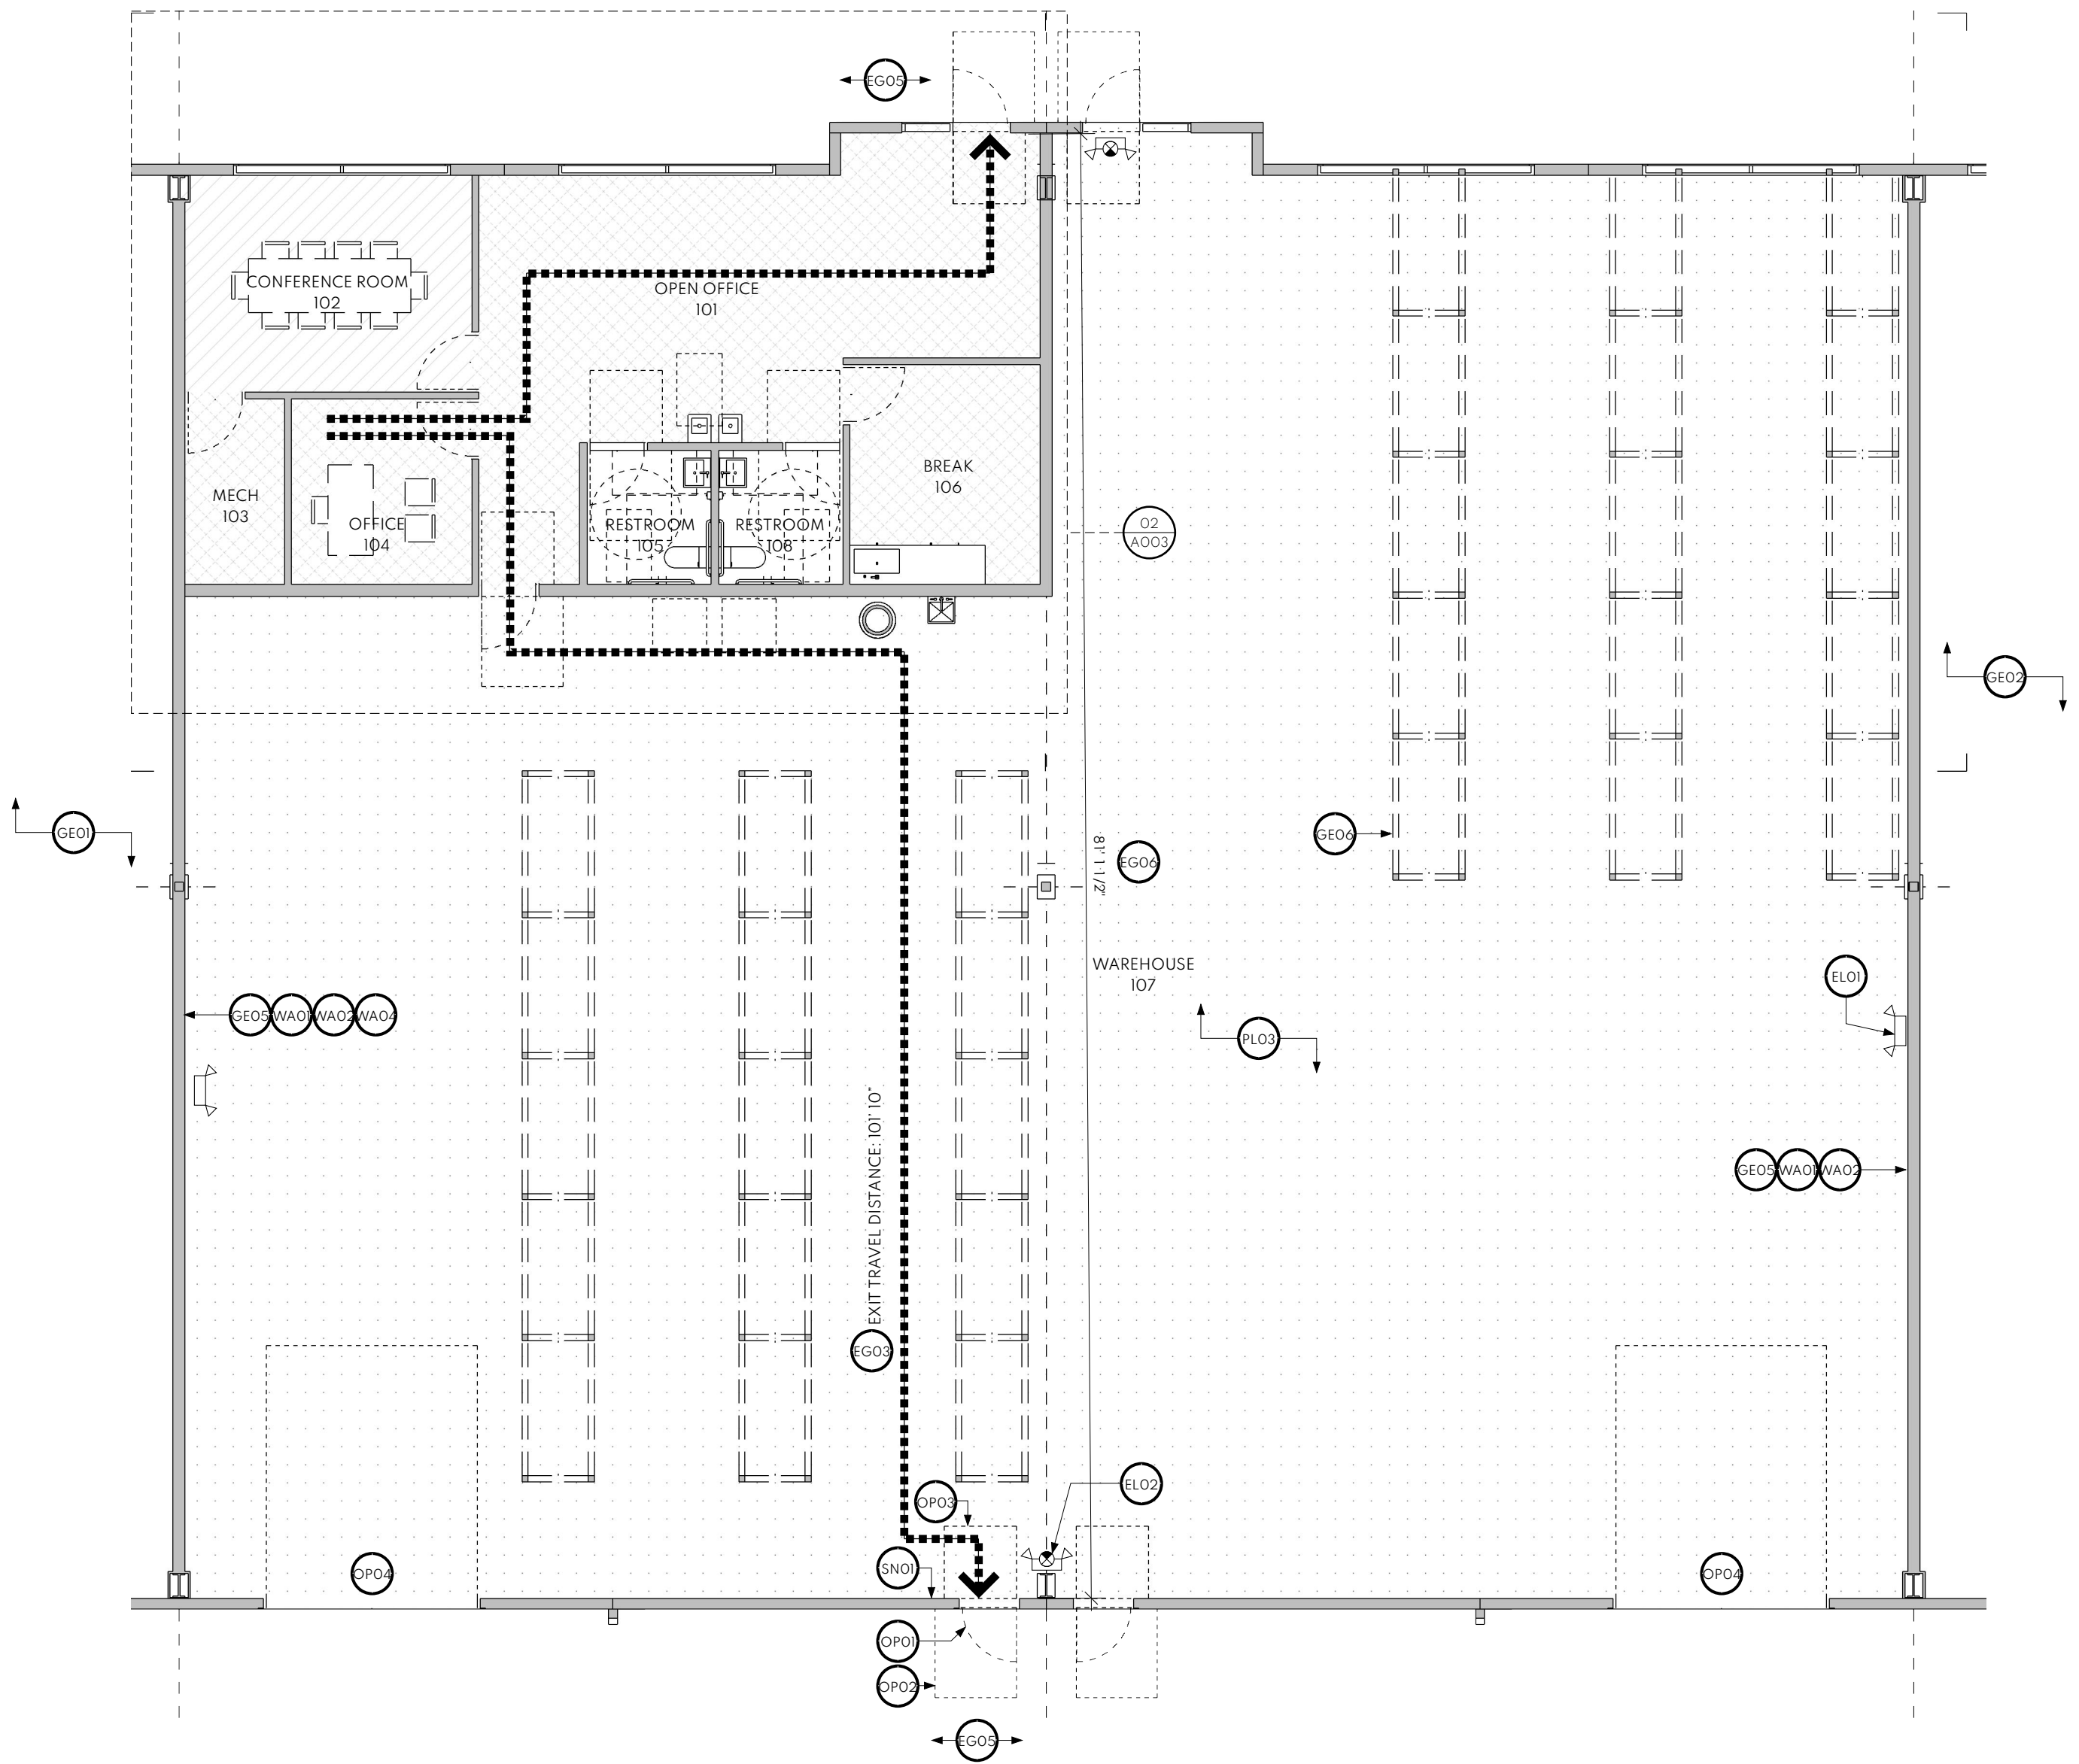 EG05
CONFERENCE ROOM
102
OPEN OFFICE
101
BREAK
106
MECH
103
OFFICE
104
RESTROOM
105
RESTROOM
108
02
A003
GE02
GE01
GE06
81' 1 1/2"
EG06
WAREHOUSE
107
EL01
GE05 WA01 WA02 WA04
PL03
EXIT TRAVEL DISTANCE: 101' 10"
GE05 WA01 WA02
EG03
EL02
OP03
SN01
OP04
OP04
OP01
OP02
EG05